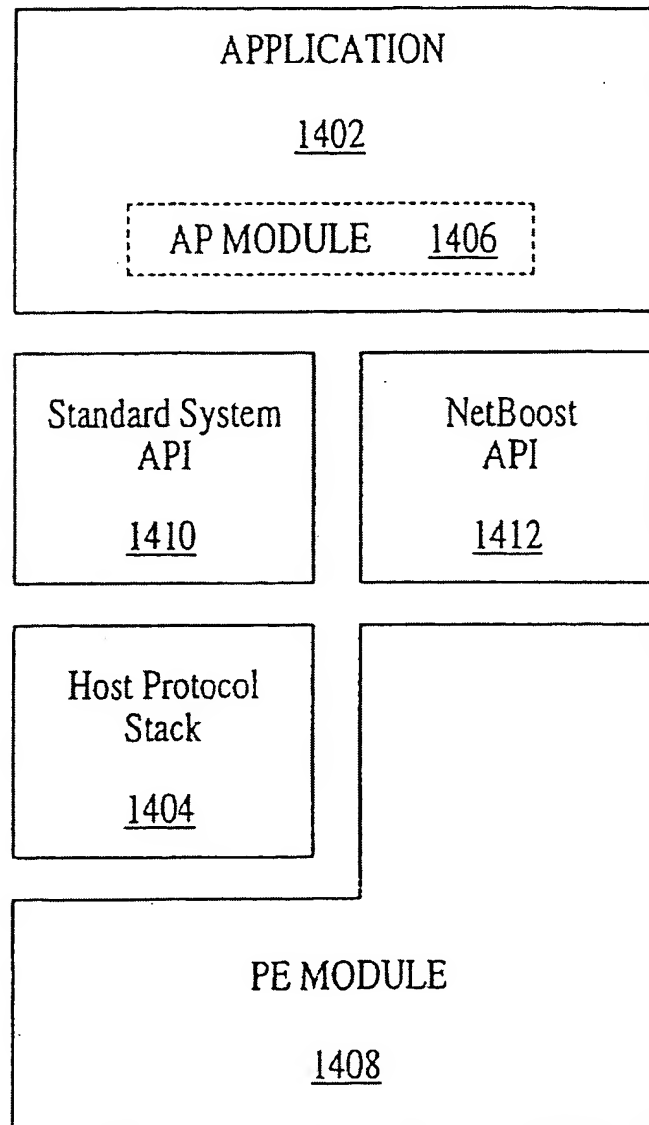 APPLICATION
1402
AP MODULE 1406
Standard System
API
1410
NetBoost
API
1412
Host Protocol
Stack
1404
PE MODULE
1408